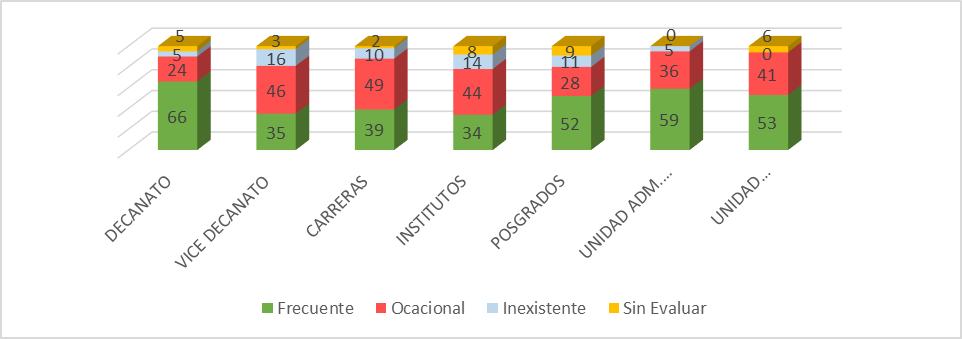 5 3 2 8 9 0 6
5 16 10 14 11 5 0
24 46 49 44 28 36 41
66 35 39 34 52 59 53
DECANATO
VICE DECANATO
CARRERAS
INSTITUTOS
POSGRADOS
UNIDAD ADM....
UNIDAD...
Frecuente Ocacional Inexistente Sin Evaluar